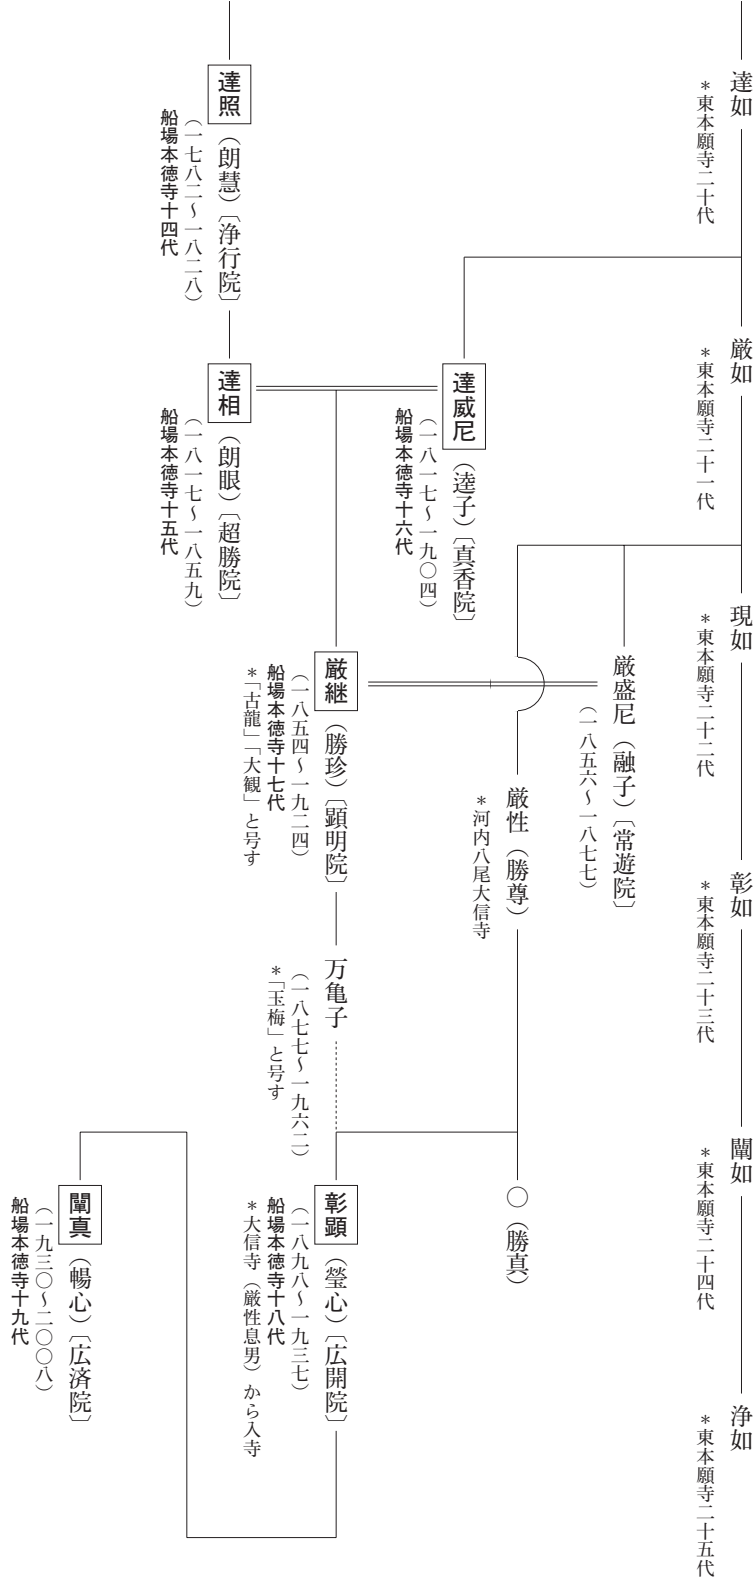 達如
＊東本願寺二十代
厳如
＊東本願寺二十一代
現如
＊東本願寺二十二代
彰如
＊東本願寺二十三代
闡如
＊東本願寺二十四代
浄如
＊東本願寺二十五代
厳盛尼（融子）〔常遊院〕
（一八五六〜一八七七）
厳性（勝尊）
＊河内八尾大信寺
〇（勝真）
達威尼（逵子）〔真香院〕
（一八一七〜一九〇四）
船場本徳寺十六代
厳継（勝珍）〔顕明院〕
（一八五四〜一九二四）
船場本徳寺十七代
＊「古龍」「大観」と号す
万亀子
（一八七七〜一九六二）
＊「玉梅」と号す
彰顕（瑩心）〔広開院〕
（一八九八〜一九三七）
船場本徳寺十八代
＊大信寺（厳性息男）から入寺
達照（朗慧）〔浄行院〕
（一七八二〜一八二八）
船場本徳寺十四代
達相（朗眼）〔超勝院〕
（一八一七〜一八五九）
船場本徳寺十五代
闡真（暢心）〔広済院〕
（一九三〇〜二〇〇八）
船場本徳寺十九代